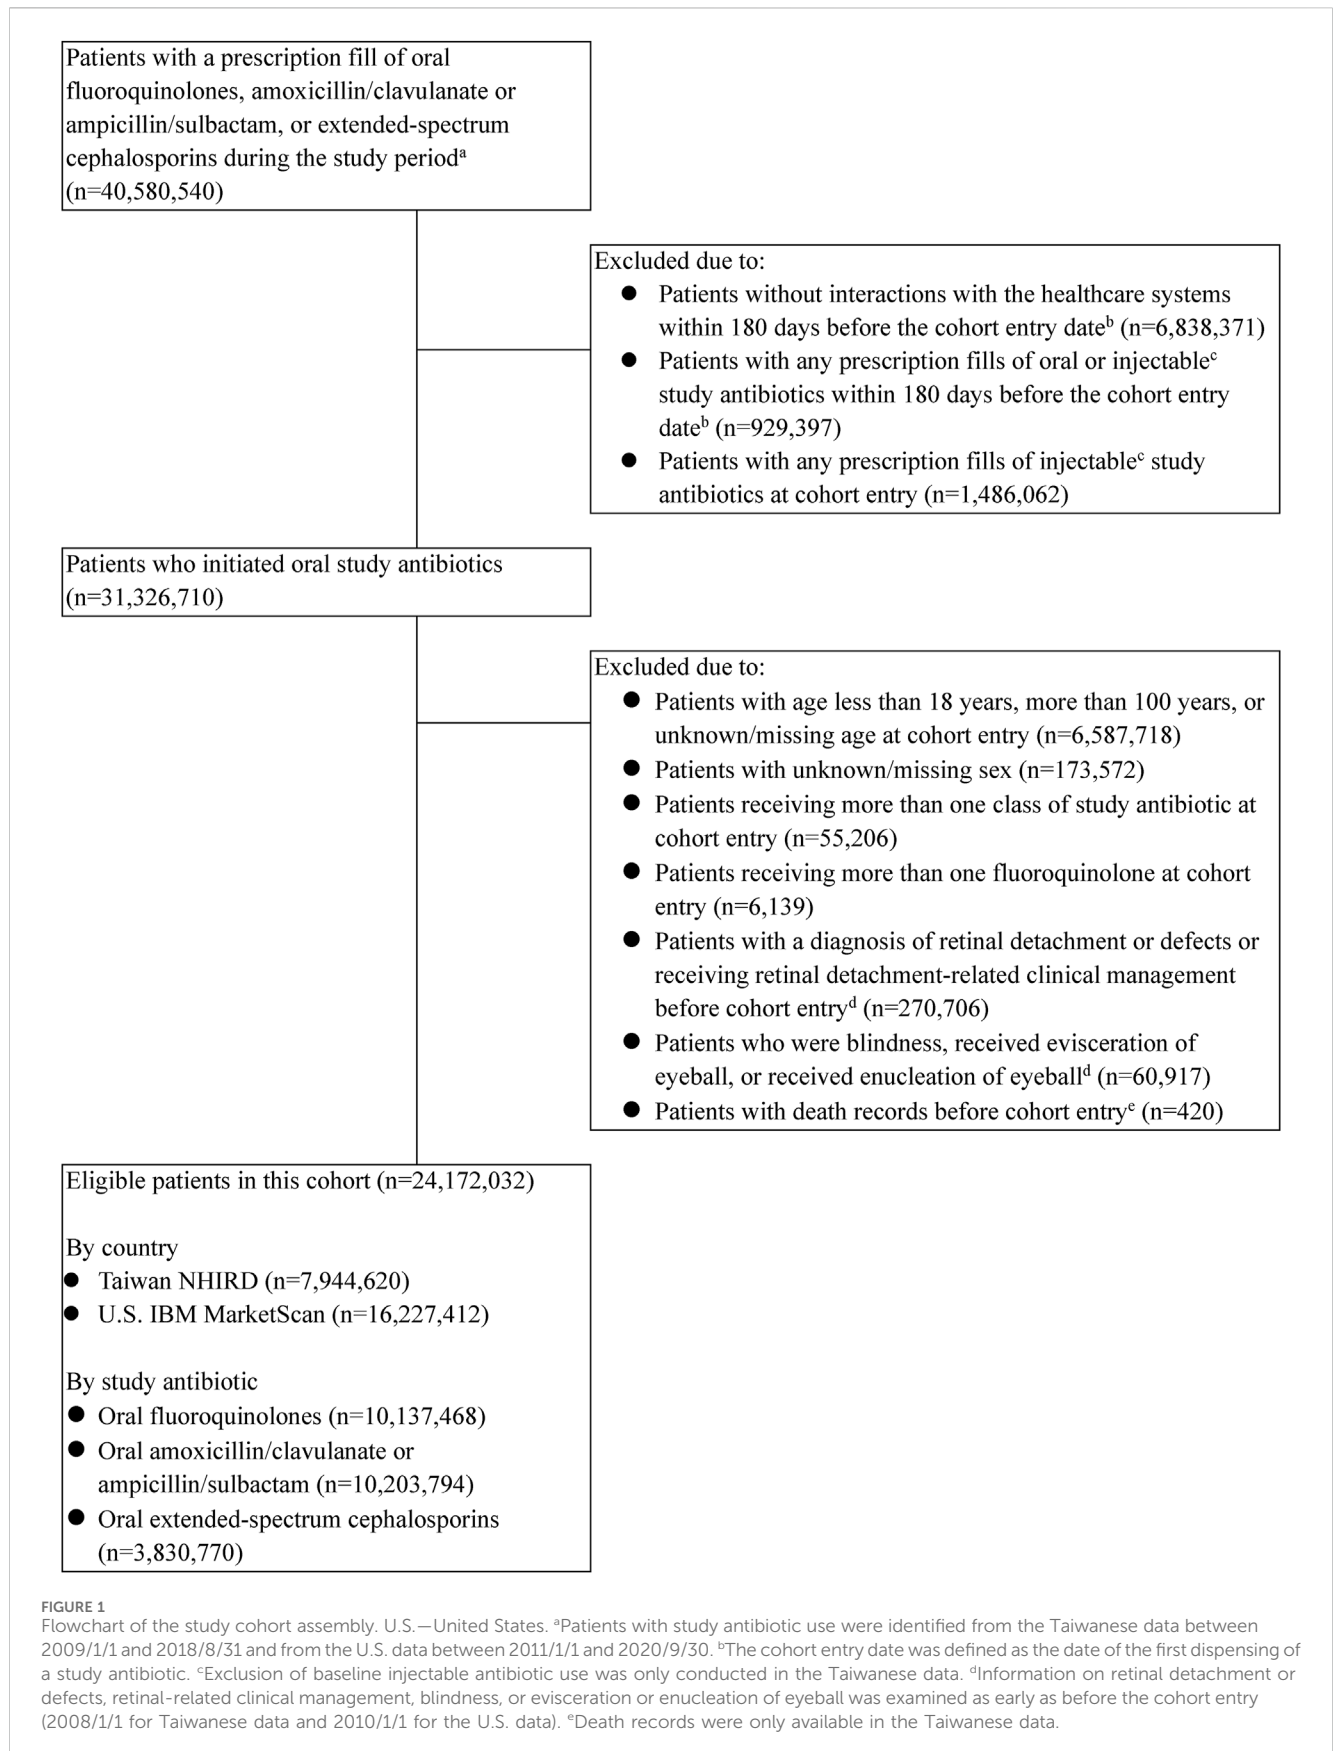 Patients with a prescription fill of oral
fluoroquinolones, amoxicillin/clavulanate or
ampicillin/sulbactam, or extended-spectrum
cephalosporins during the study periodᵃ
(n=40,580,540)
Excluded due to:
● Patients without interactions with the healthcare systems
within 180 days before the cohort entry dateᵇ (n=6,838,371)
● Patients with any prescription fills of oral or injectableᶜ
study antibiotics within 180 days before the cohort entry
dateᵇ (n=929,397)
● Patients with any prescription fills of injectableᶜ study
antibiotics at cohort entry (n=1,486,062)
Patients who initiated oral study antibiotics
(n=31,326,710)
Excluded due to:
● Patients with age less than 18 years, more than 100 years, or
unknown/missing age at cohort entry (n=6,587,718)
● Patients with unknown/missing sex (n=173,572)
● Patients receiving more than one class of study antibiotic at
cohort entry (n=55,206)
● Patients receiving more than one fluoroquinolone at cohort
entry (n=6,139)
● Patients with a diagnosis of retinal detachment or defects or
receiving retinal detachment-related clinical management
before cohort entryᵈ (n=270,706)
● Patients who were blindness, received evisceration of
eyeball, or received enucleation of eyeballᵈ (n=60,917)
● Patients with death records before cohort entryᵉ (n=420)
Eligible patients in this cohort (n=24,172,032)
By country
● Taiwan NHIRD (n=7,944,620)
● U.S. IBM MarketScan (n=16,227,412)
By study antibiotic
● Oral fluoroquinolones (n=10,137,468)
● Oral amoxicillin/clavulanate or
ampicillin/sulbactam (n=10,203,794)
● Oral extended-spectrum cephalosporins
(n=3,830,770)
FIGURE 1
Flowchart of the study cohort assembly. U.S.—United States. ᵃPatients with study antibiotic use were identified from the Taiwanese data between
2009/1/1 and 2018/8/31 and from the U.S. data between 2011/1/1 and 2020/9/30. ᵇThe cohort entry date was defined as the date of the first dispensing of
a study antibiotic. ᶜExclusion of baseline injectable antibiotic use was only conducted in the Taiwanese data. ᵈInformation on retinal detachment or
defects, retinal-related clinical management, blindness, or evisceration or enucleation of eyeball was examined as early as before the cohort entry
(2008/1/1 for Taiwanese data and 2010/1/1 for the U.S. data). ᵉDeath records were only available in the Taiwanese data.